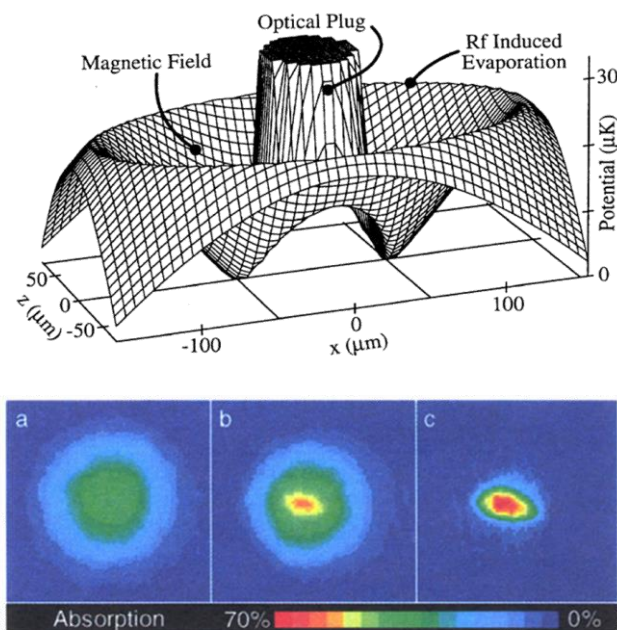 Optical Plug
Magnetic Field
Rf Induced
Evaporation
30
Potential (μK)
0
50
0
-50
z (μm)
-100
0
100
x (μm)
a
b
c
Absorption 70% 0%